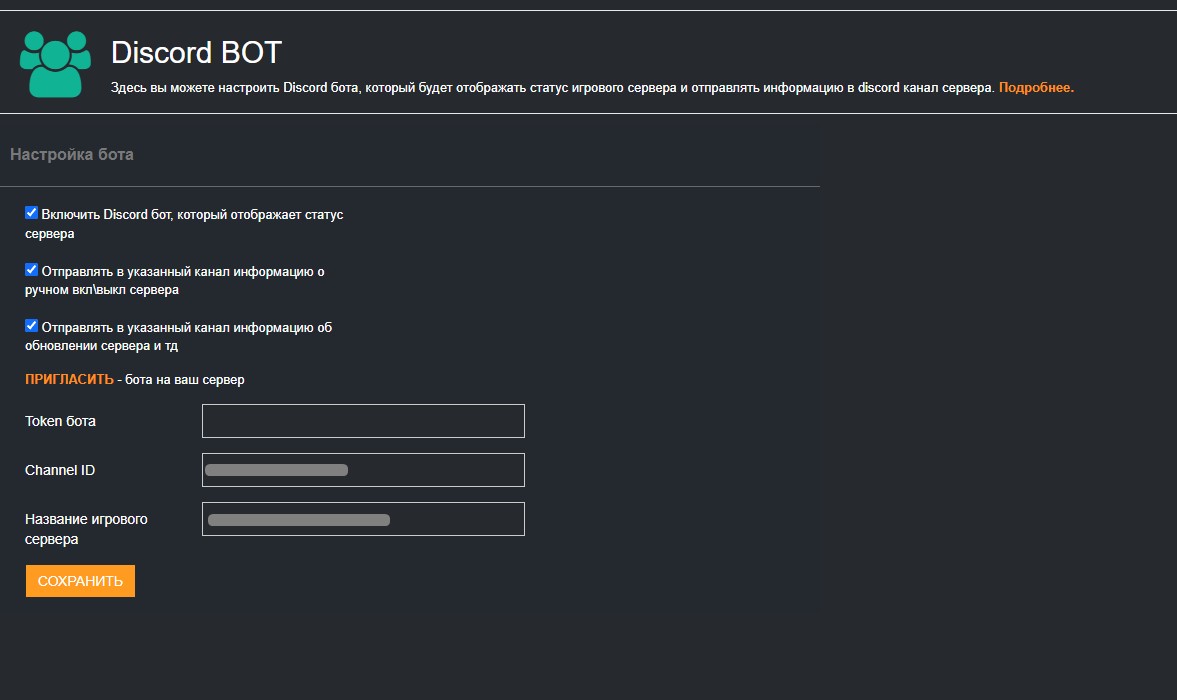 Discord BOT
Здесь вы можете настроить Discord бота, который будет отображать статус игрового сервера и отправлять информацию в discord канал сервера. Подробнее.
Настройка бота
Включить Discord бот, который отображает статус
сервера
Отправлять в указанный канал информацию о
ручном вкл\выкл сервера
Отправлять в указанный канал информацию об
обновлении сервера и тд
ПРИГЛАСИТЬ - бота на ваш сервер
Token бота
Channel ID
Название игрового
сервера
СОХРАНИТЬ